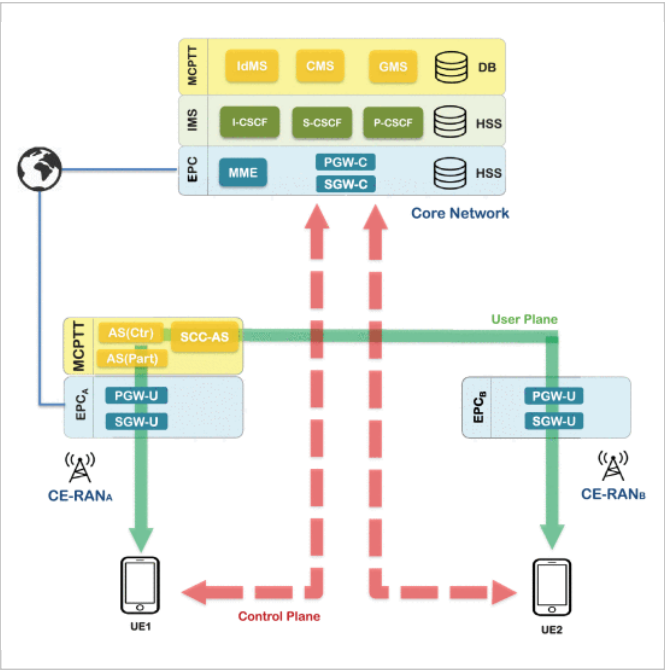 MCPTT
IdMS
CMS
GMS
DB
IMS
I-CSCF
S-CSCF
P-CSCF
HSS
EPC
MME
PGW-C
SGW-C
HSS
Core Network
User Plane
MCPTT
AS(Ctr)
SCC-AS
AS(Part)
EPCA
PGW-U
SGW-U
EPCB
PGW-U
SGW-U
CE-RANA
CE-RANB
Control Plane
UE1
UE2